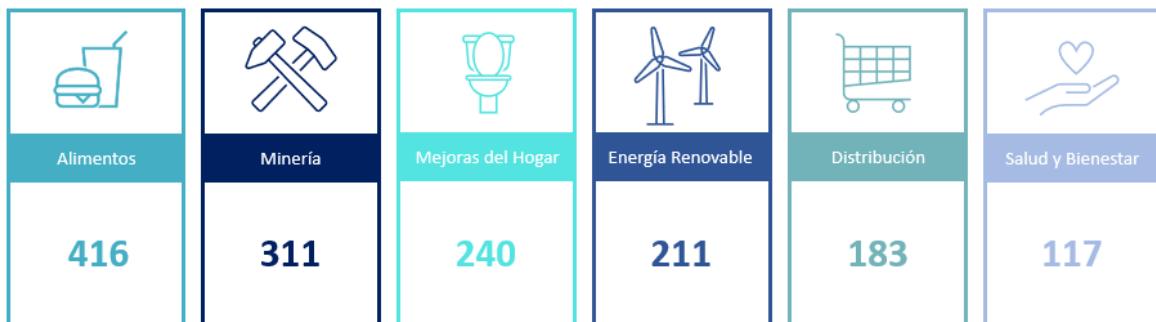 Alimentos
Minería
Mejoras del Hogar
Energía Renovable
Distribución
Salud y Bienestar
416
311
240
211
183
117